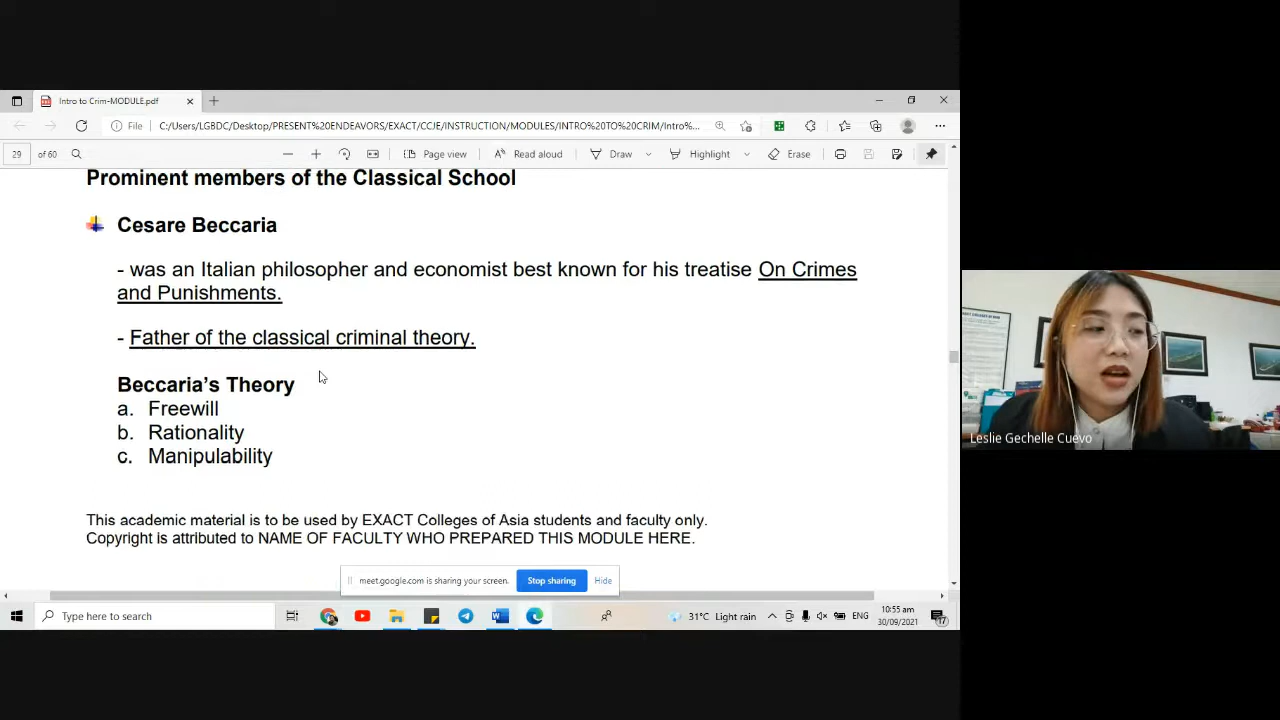 Intro to Crim-MODULE.pdf
File C:/Users/LGBDC/Desktop/PRESENT%20ENDEAVORS/EXACT/CCJE/INSTRUCTION/MODULES/INTRO%20TO%20CRIM/Intro%...
29 of 60 Page view Read aloud Draw Highlight Erase
Prominent members of the Classical School
Cesare Beccaria
- was an Italian philosopher and economist best known for his treatise On Crimes
and Punishments.
- Father of the classical criminal theory.
Beccaria's Theory
a. Freewill
b. Rationality
c. Manipulability
This academic material is to be used by EXACT Colleges of Asia students and faculty only.
Copyright is attributed to NAME OF FACULTY WHO PREPARED THIS MODULE HERE.
meet.google.com is sharing your screen. Stop sharing Hide
Type here to search 31°C Light rain ENG 10:55 am
30/09/2021 17
Leslie Gechelle Cuevo